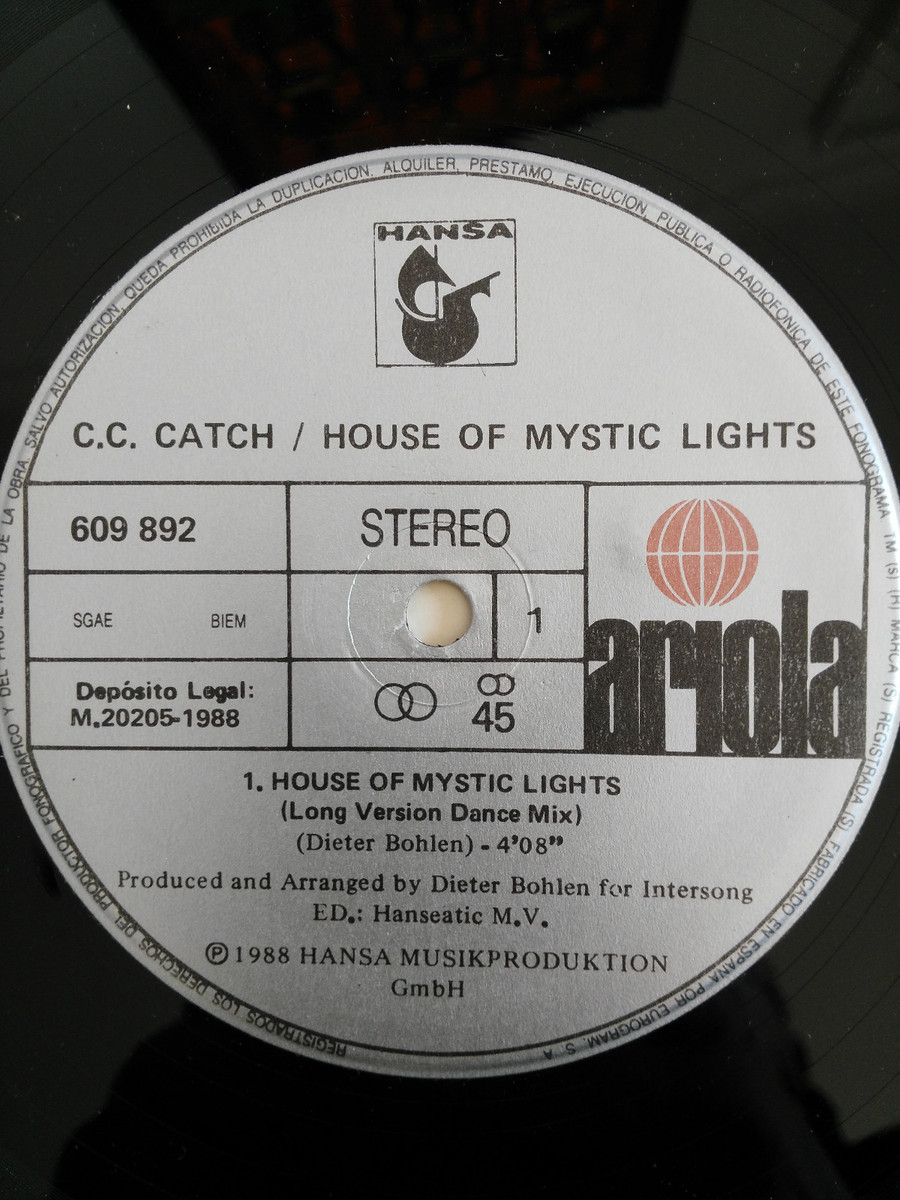 HANSA
C.C. CATCH / HOUSE OF MYSTIC LIGHTS
609 892
STEREO
SGAE BIEM
1
Depósito Legal:
M.20205-1988
45
ariola
1. HOUSE OF MYSTIC LIGHTS
(Long Version Dance Mix)
(Dieter Bohlen) - 4'08"
Produced and Arranged by Dieter Bohlen for Intersong
ED.: Hanseatic M.V.
Ⓟ 1988 HANSA MUSIKPRODUKTION
GmbH
REGISTRADOS LOS DERECHOS DEL PRODUCTOR FONOGRAFICO Y DEL PROPIETARIO DE LA OBRA. SALVO AUTORIZACION, QUEDA PROHIBIDA LA DUPLICACION. ALQUILER, PRESTAMO, EJECUCION, PUBLICA O RADIOFONICA DE ESTE FONOGRAMA TM (S) (R) MARCA (S) REGISTRADA (S) FABRICADO EN ESPAÑA POR EUROGRAM, S. A